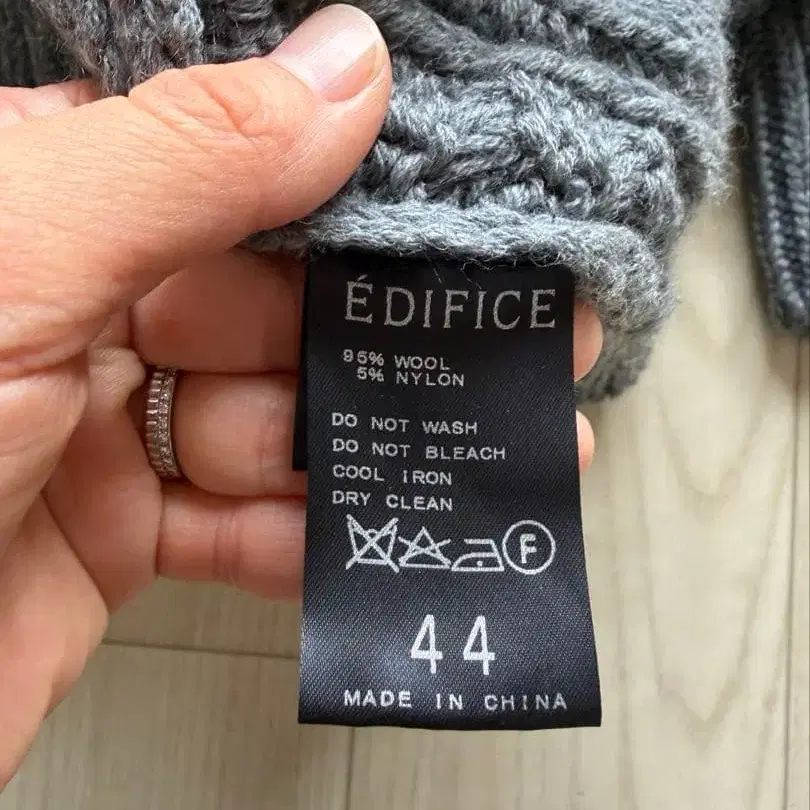 ÉDIFICE
95% WOOL
5% NYLON
DO NOT WASH
DO NOT BLEACH
COOL IRON
DRY CLEAN
F
44
MADE IN CHINA